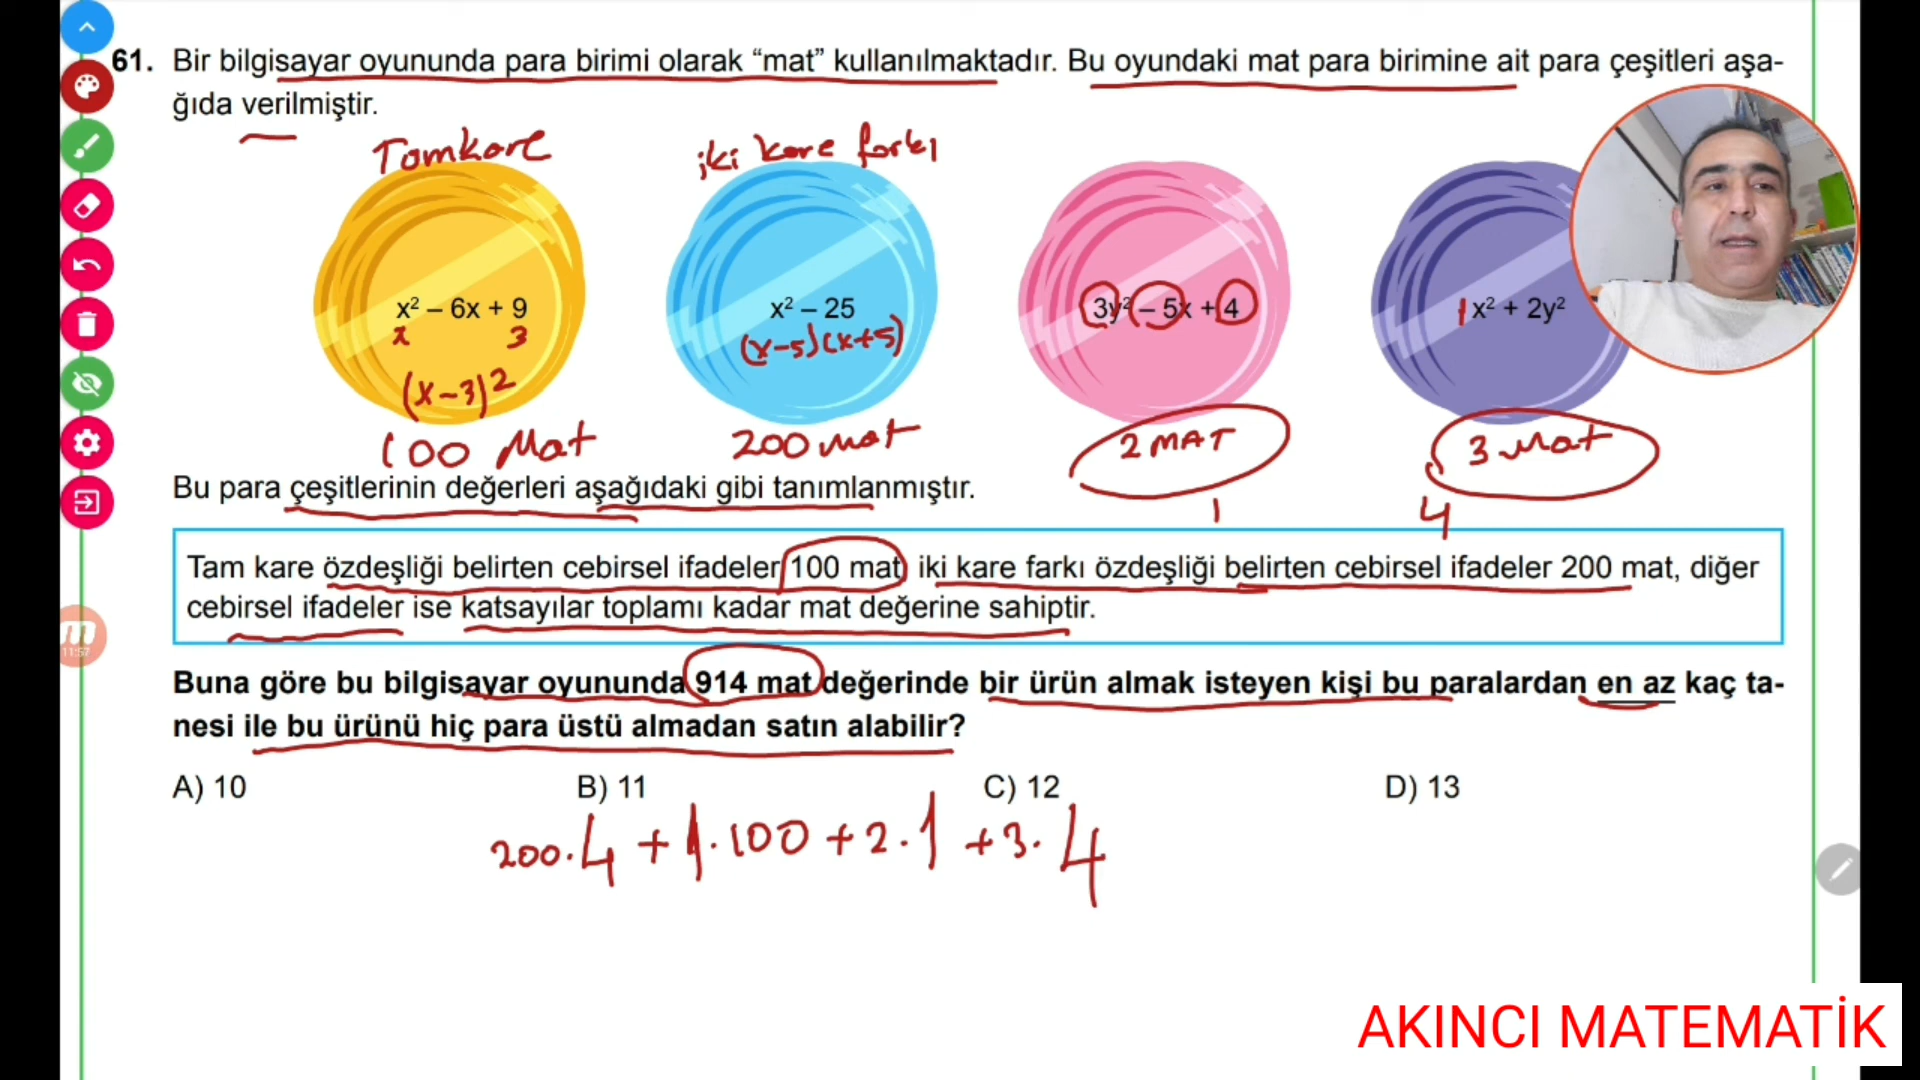 61. Bir bilgisayar oyununda para birimi olarak “mat” kullanılmaktadır. Bu oyundaki mat para birimine ait para çeşitleri aşa-
ğıda verilmiştir.
Tamkare
iki kare farkı
x² – 6x + 9
x 3
(x-3)²
100 Mat
x² – 25
(x-5)(x+5)
200 mat
3y² – 5x + 4
2 MAT
1
1x² + 2y²
3 Mat
4
Bu para çeşitlerinin değerleri aşağıdaki gibi tanımlanmıştır.
Tam kare özdeşliği belirten cebirsel ifadeler 100 mat iki kare farkı özdeşliği belirten cebirsel ifadeler 200 mat, diğer
cebirsel ifadeler ise katsayılar toplamı kadar mat değerine sahiptir.
11:57
Buna göre bu bilgisayar oyununda 914 mat değerinde bir ürün almak isteyen kişi bu paralardan en az kaç ta-
nesi ile bu ürünü hiç para üstü almadan satın alabilir?
A) 10 B) 11 C) 12 D) 13
200.4 + 1.100 + 2.1 + 3.4
AKINCI MATEMATİK